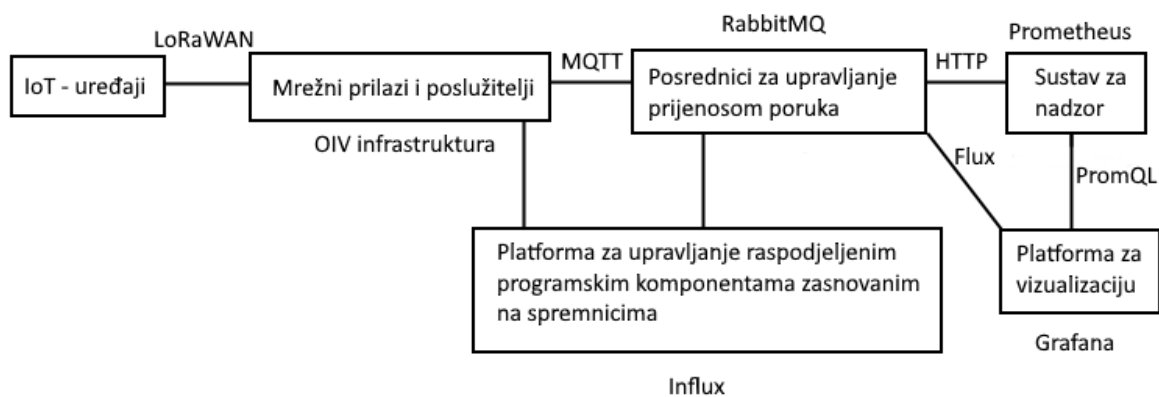 RabbitMQ
Prometheus
LoRaWAN
MQTT
HTTP
IoT - uređaji
Mrežni prilazi i poslužitelji
Posrednici za upravljanje
prijenosom poruka
Sustav za
nadzor
OIV infrastruktura
Flux
PromQL
Platforma za upravljanje raspodjeljenim
programskim komponentama zasnovanim
na spremnicima
Platforma za
vizualizaciju
Grafana
Influx